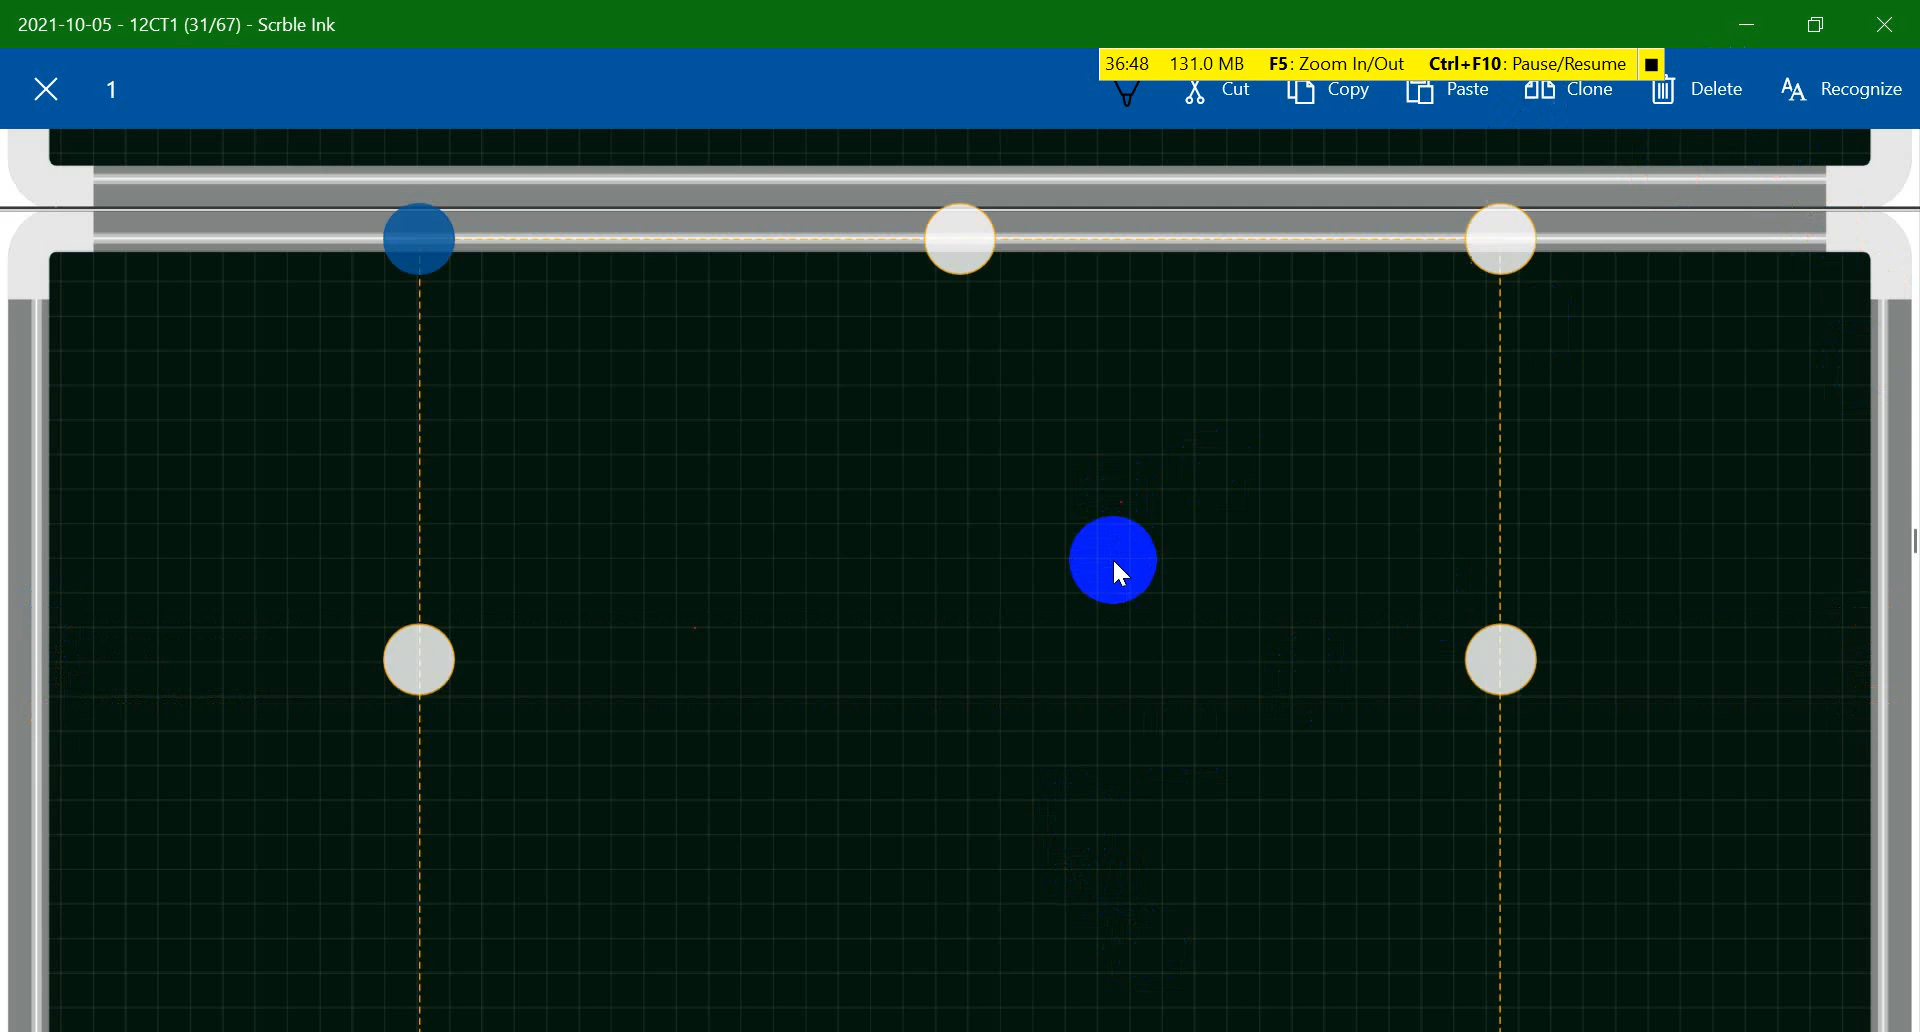 2021-10-05 - 12CT1 (31/67) - Scrble Ink
36:48 131.0 MB F5: Zoom In/Out Ctrl+F10: Pause/Resume
1 Cut Copy Paste Clone Delete Recognize